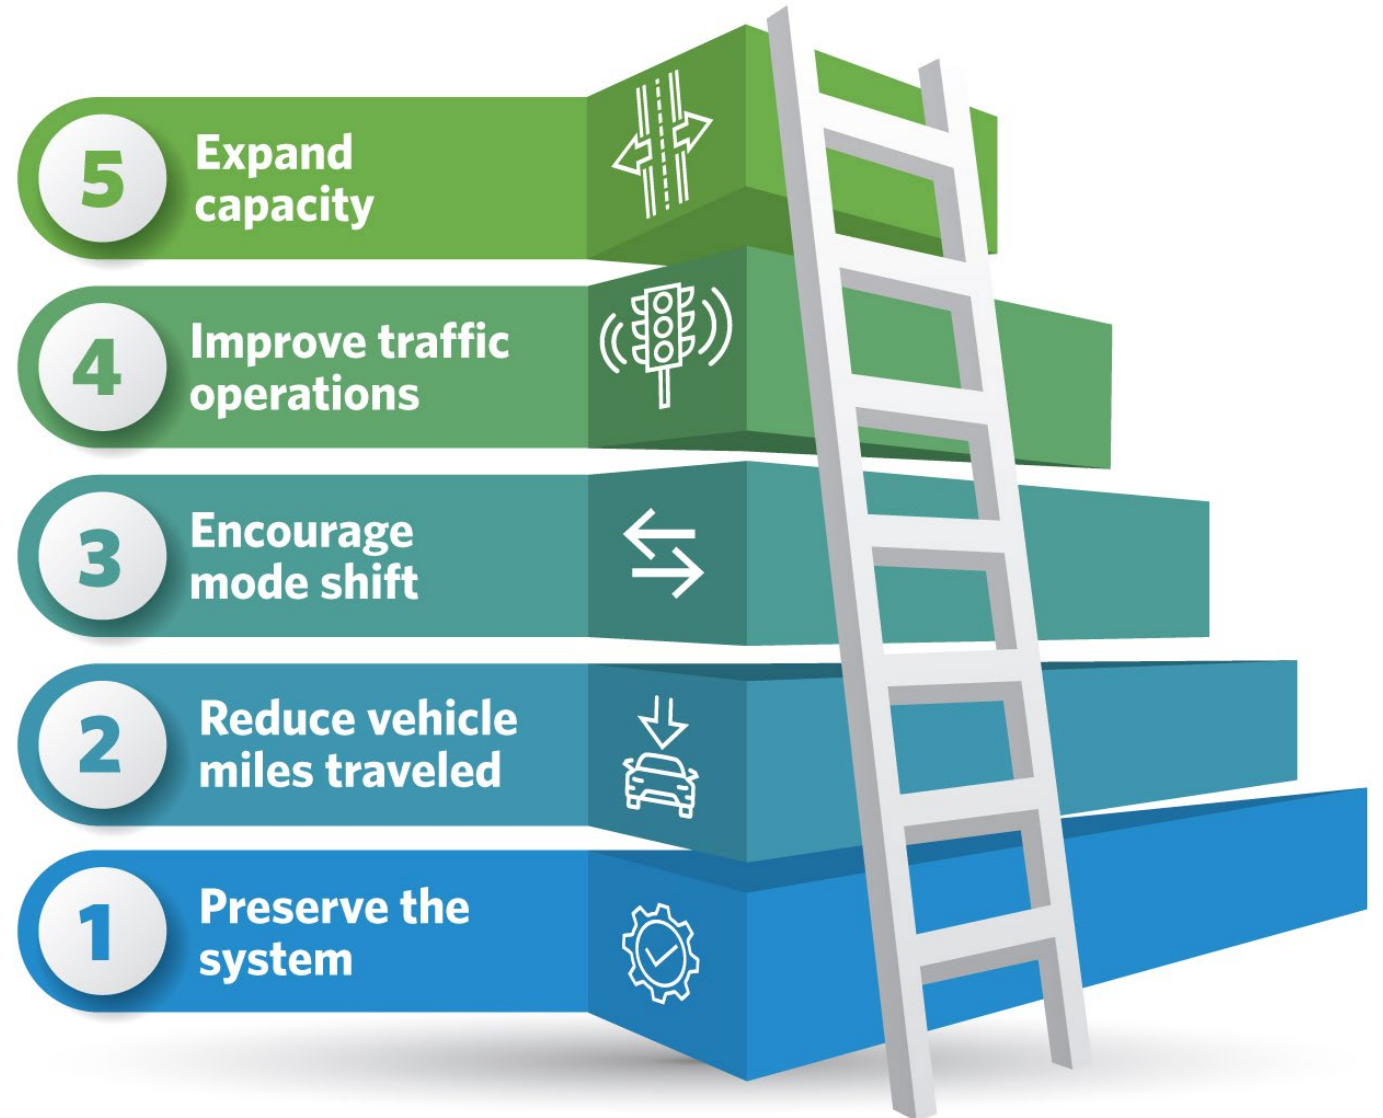 5
Expand
capacity
4
Improve traffic
operations
3
Encourage
mode shift
2
Reduce vehicle
miles traveled
1
Preserve the
system